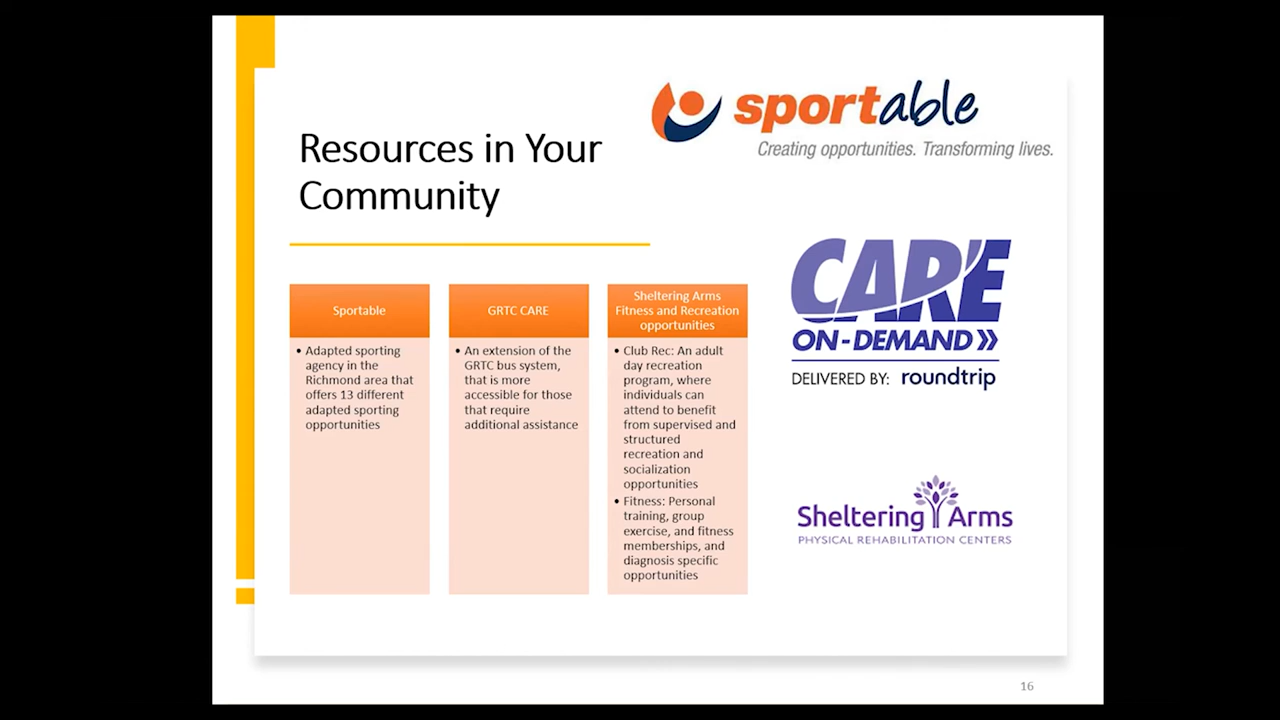 sportable
Creating opportunities. Transforming lives.
Resources in Your
Community
Sportable
• Adapted sporting
agency in the
Richmond area that
offers 13 different
adapted sporting
opportunities
GRTC CARE
• An extension of the
GRTC bus system,
that is more
accessible for those
that require
additional assistance
Sheltering Arms
Fitness and Recreation
opportunities
• Club Rec: An adult
day recreation
program, where
individuals can
attend to benefit
from supervised and
structured
recreation and
socialization
opportunities
• Fitness: Personal
training, group
exercise, and fitness
memberships, and
diagnosis specific
opportunities
CARE
ON-DEMAND
DELIVERED BY: roundtrip
Sheltering Arms
PHYSICAL REHABILITATION CENTERS
16